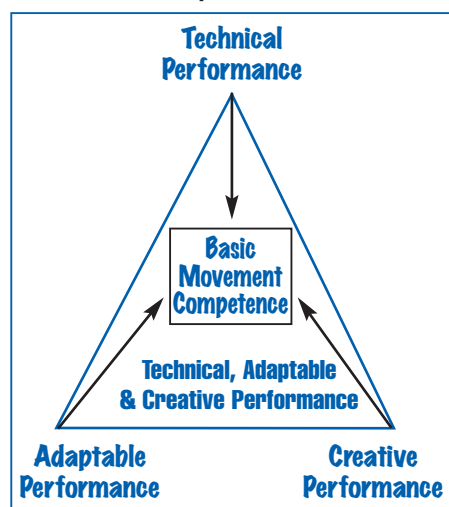 Technical
Performance
Basic
Movement
Competence
Technical, Adaptable
& Creative Performance
Adaptable
Performance
Creative
Performance